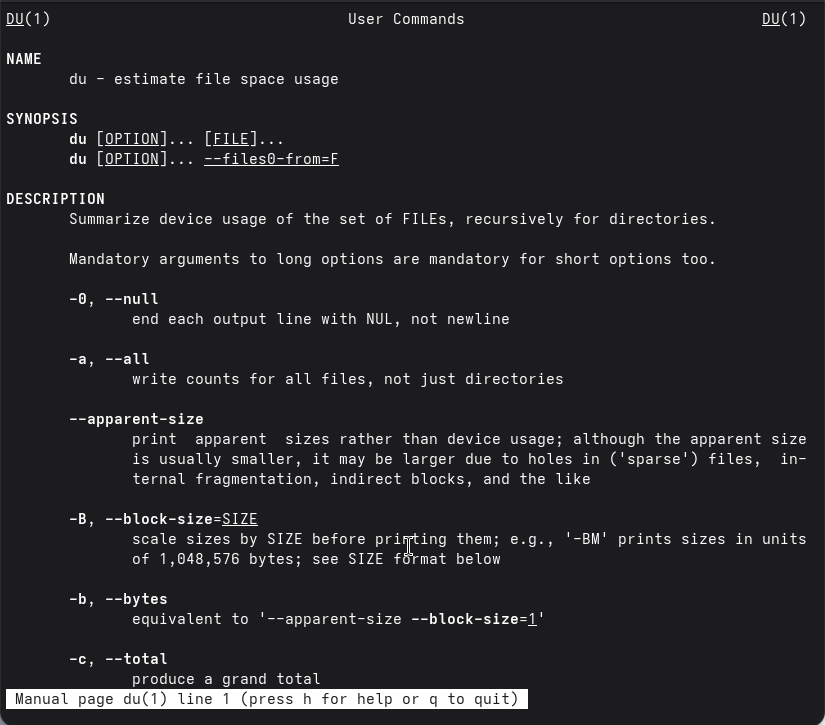 DU(1) User Commands DU(1)
NAME
du - estimate file space usage
SYNOPSIS
du [OPTION]... [FILE]...
du [OPTION]... --files0-from=F
DESCRIPTION
Summarize device usage of the set of FILEs, recursively for directories.
Mandatory arguments to long options are mandatory for short options too.
-0, --null
end each output line with NUL, not newline
-a, --all
write counts for all files, not just directories
--apparent-size
print  apparent  sizes rather than device usage; although the apparent size
is usually smaller, it may be larger due to holes in ('sparse') files,  in-
ternal fragmentation, indirect blocks, and the like
-B, --block-size=SIZE
scale sizes by SIZE before printing them; e.g., '-BM' prints sizes in units
of 1,048,576 bytes; see SIZE format below
-b, --bytes
equivalent to '--apparent-size --block-size=1'
-c, --total
produce a grand total
Manual page du(1) line 1 (press h for help or q to quit)